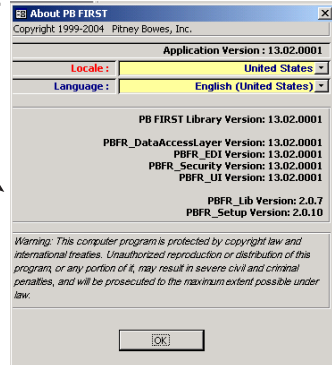 About PB FIRST
Copyright 1999-2004 Pitney Bowes, Inc.
Application Version : 13.02.0001
Locale : United States
Language : English (United States)
PB FIRST Library Version: 13.02.0001
PBFR_DataAccessLayer Version: 13.02.0001
PBFR_EDI Version: 13.02.0001
PBFR_Security Version: 13.02.0001
PBFR_UI Version: 13.02.0001
PBFR_Lib Version: 2.0.7
PBFR_Setup Version: 2.0.10
Warning: This computer program is protected by copyright law and
international treaties. Unauthorized reproduction or distribution of this
program, or any portion of it, may result in severe civil and criminal
penalties, and will be prosecuted to the maximum extent possible under
law.
OK